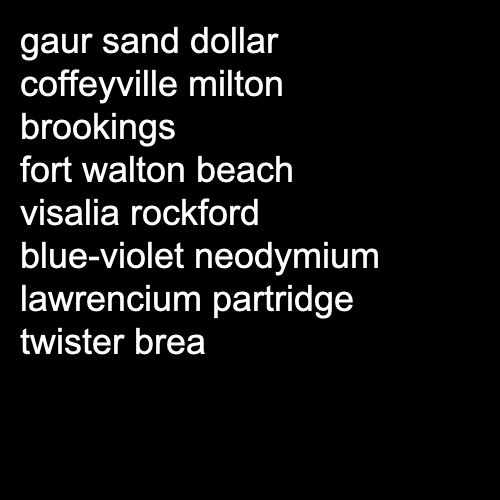 gaur sand dollar
coffeyville milton
brookings
fort walton beach
visalia rockford
blue-violet neodymium
lawrencium partridge
twister brea